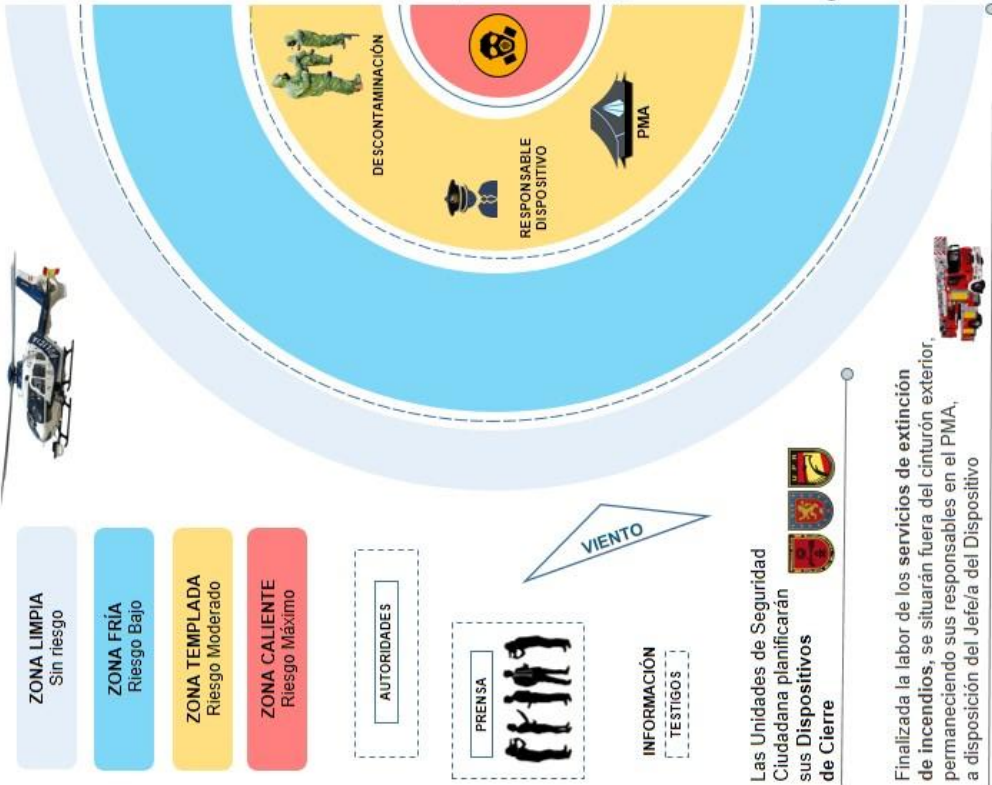 ZONA LIMPIA
Sin riesgo
ZONA FRÍA
Riesgo Bajo
ZONA TEMPLADA
Riesgo Moderado
ZONA CALIENTE
Riesgo Máximo
AUTORIDADES
PRENSA
INFORMACIÓN
TESTIGOS
VIENTO
DESCONTAMINACIÓN
RESPONSABLE
DISPOSITIVO
PMA
Las Unidades de Seguridad
Ciudadana planificarán
sus Dispositivos
de Cierre
UPR
Finalizada la labor de los servicios de extinción
de incendios, se situarán fuera del cinturón exterior,
permaneciendo sus responsables en el PMA,
a disposición del Jefe/a del Dispositivo